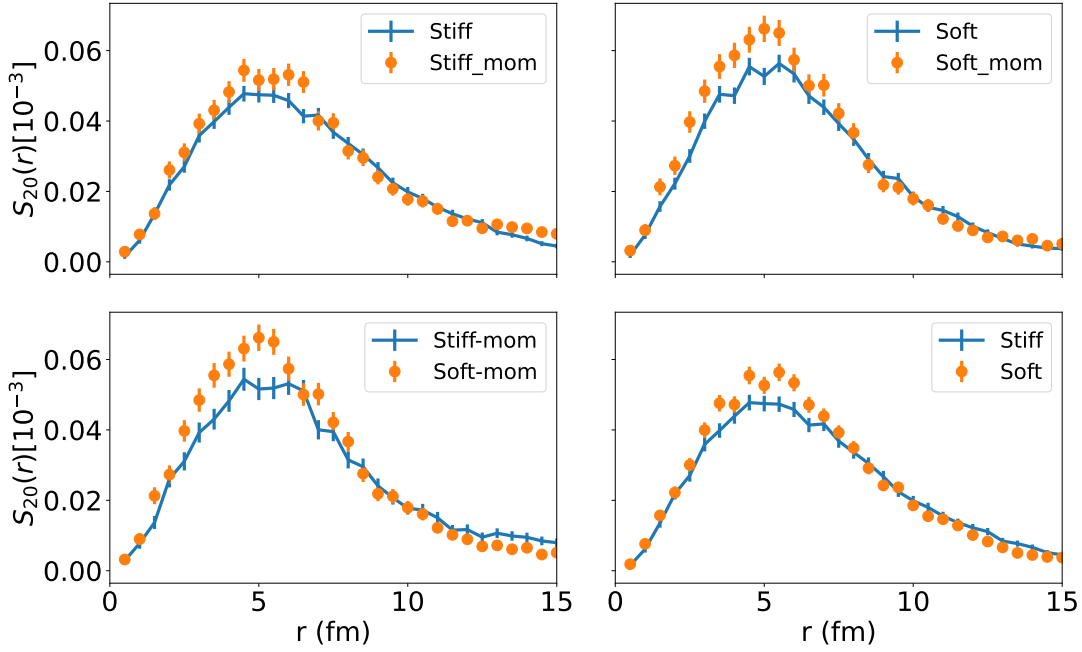 0.06
0.04
0.02
0.00
S₂₀(r)[10⁻³]
Stiff
Stiff_mom
Soft
Soft_mom
0.06
0.04
0.02
0.00
S₂₀(r)[10⁻³]
Stiff-mom
Soft-mom
Stiff
Soft
0
5
10
15
r (fm)
0
5
10
15
r (fm)